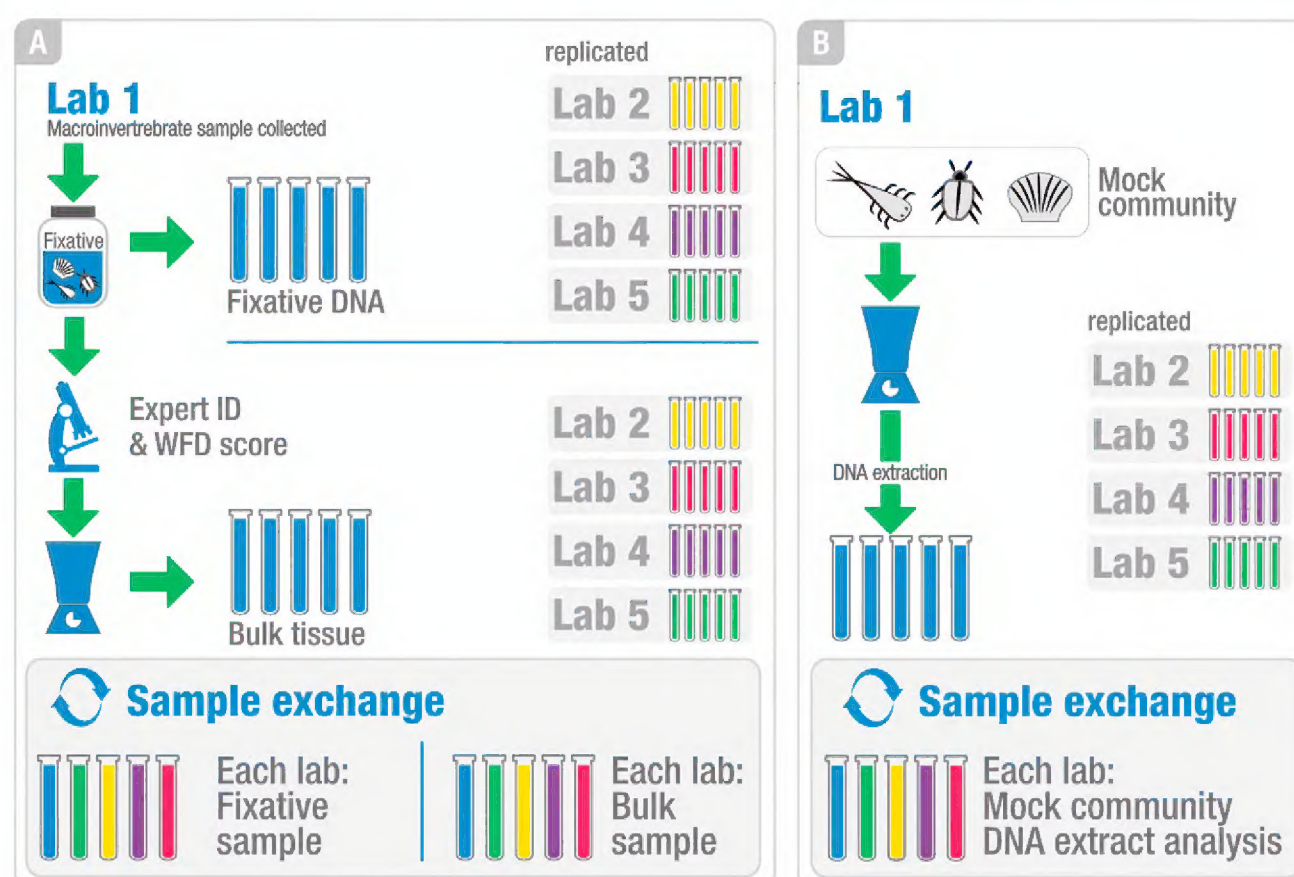 A
Lab 1
Macroinvertrebrate sample collected
Fixative
Fixative DNA
replicated
Lab 2
Lab 3
Lab 4
Lab 5
Expert ID
& WFD score
Bulk tissue
Lab 2
Lab 3
Lab 4
Lab 5
Sample exchange
Each lab:
Fixative
sample
Each lab:
Bulk
sample
B
Lab 1
Mock
community
DNA extraction
replicated
Lab 2
Lab 3
Lab 4
Lab 5
Sample exchange
Each lab:
Mock community
DNA extract analysis